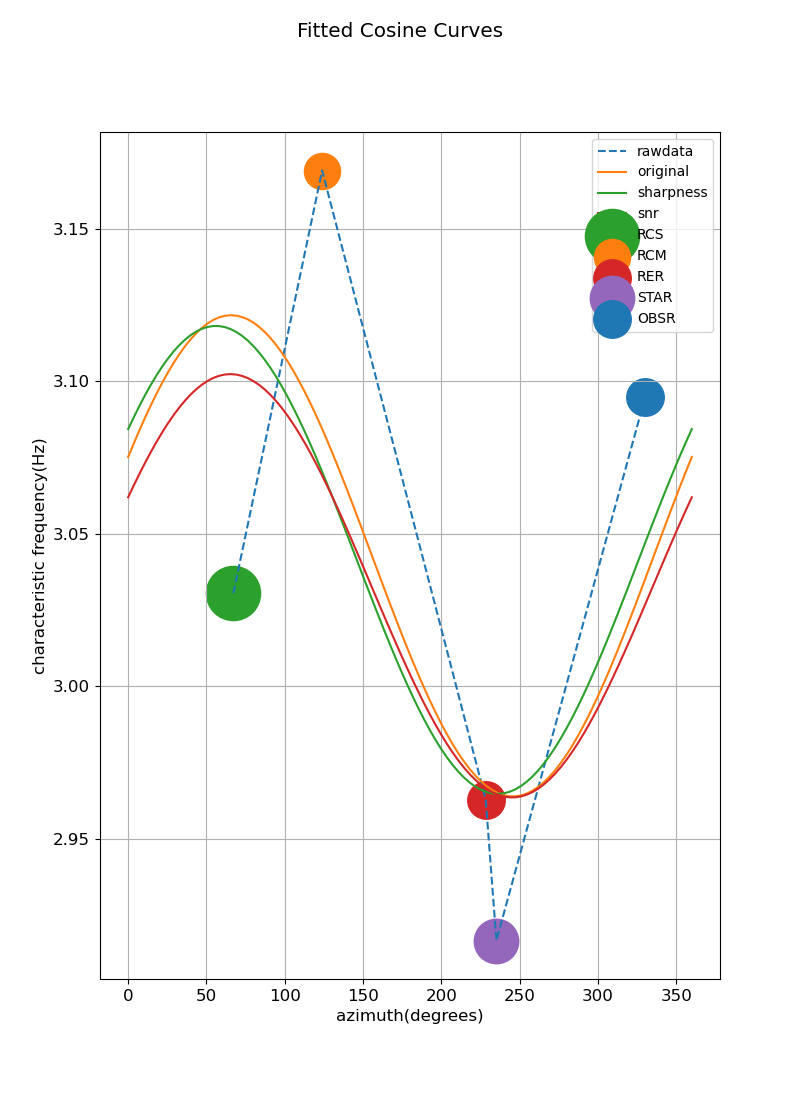 Fitted Cosine Curves
rawdata
original
sharpness
snr
RCS
RCM
RER
STAR
OBSR
3.15
3.10
3.05
3.00
2.95
characteristic frequency(Hz)
0 50 100 150 200 250 300 350
azimuth(degrees)